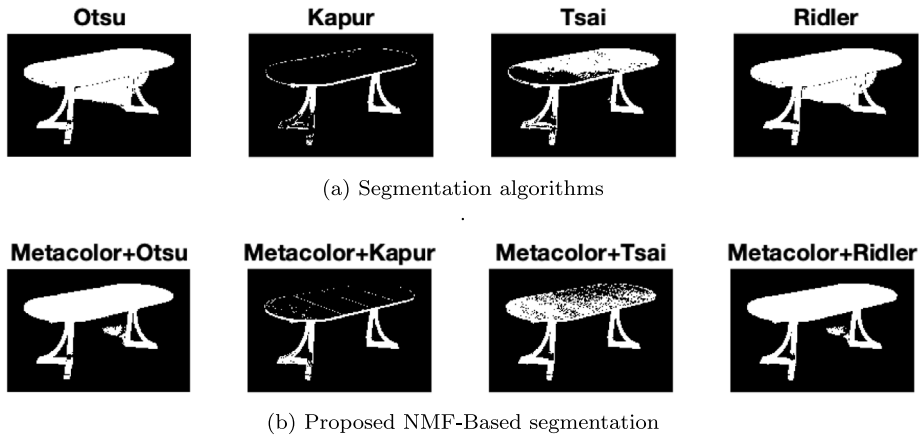 Otsu Kapur Tsai Ridler
(a) Segmentation algorithms
.
Metacolor+Otsu Metacolor+Kapur Metacolor+Tsai Metacolor+Ridler
(b) Proposed NMF-Based segmentation